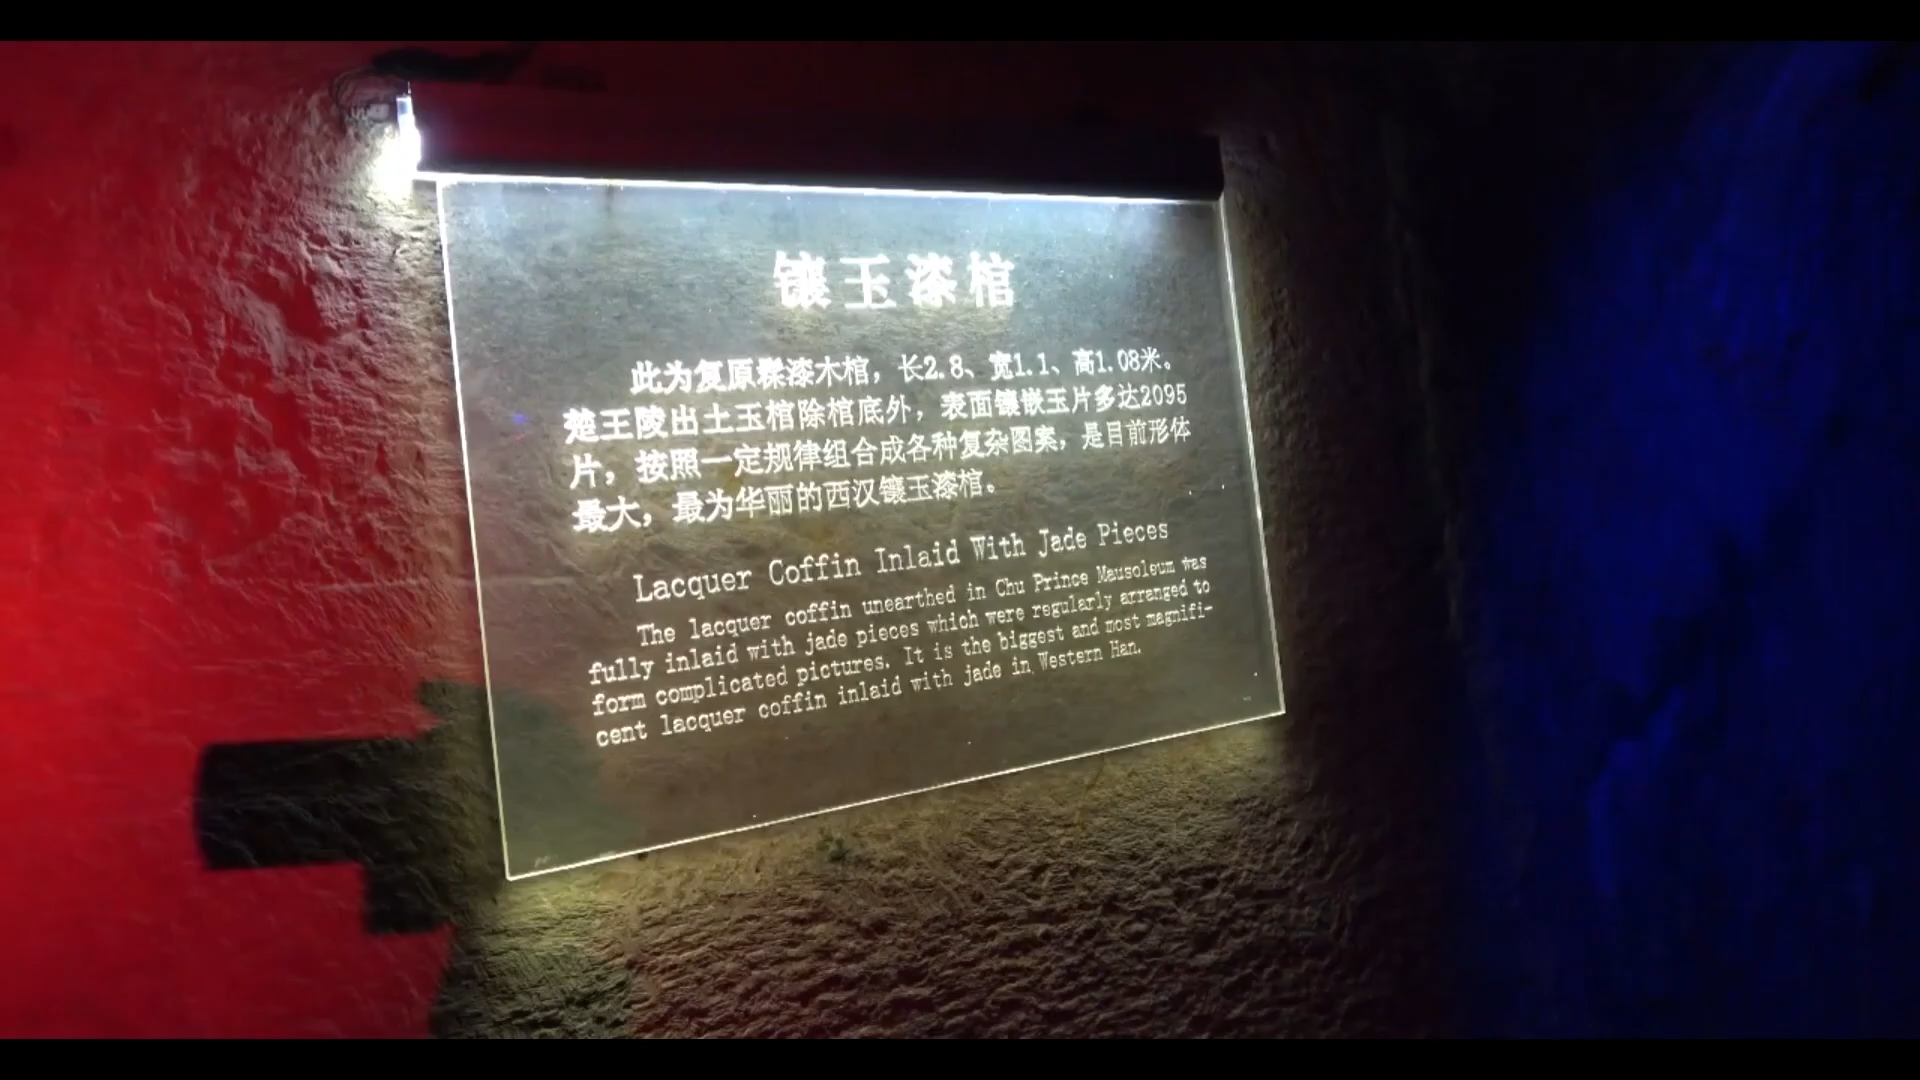 镶玉漆棺
此为复原髹漆木棺，长2.8、宽1.1、高1.08米。
楚王陵出土玉棺除棺底外，表面镶嵌玉片多达2095
片，按照一定规律组合成各种复杂图案，是目前形体
最大，最为华丽的西汉镶玉漆棺。
Lacquer Coffin Inlaid With Jade Pieces
The lacquer coffin unearthed in Chu Prince Mausoleum was
fully inlaid with jade pieces which were regularly arranged to
form complicated pictures. It is the biggest and most magnifi-
cent lacquer coffin inlaid with jade in Western Han.